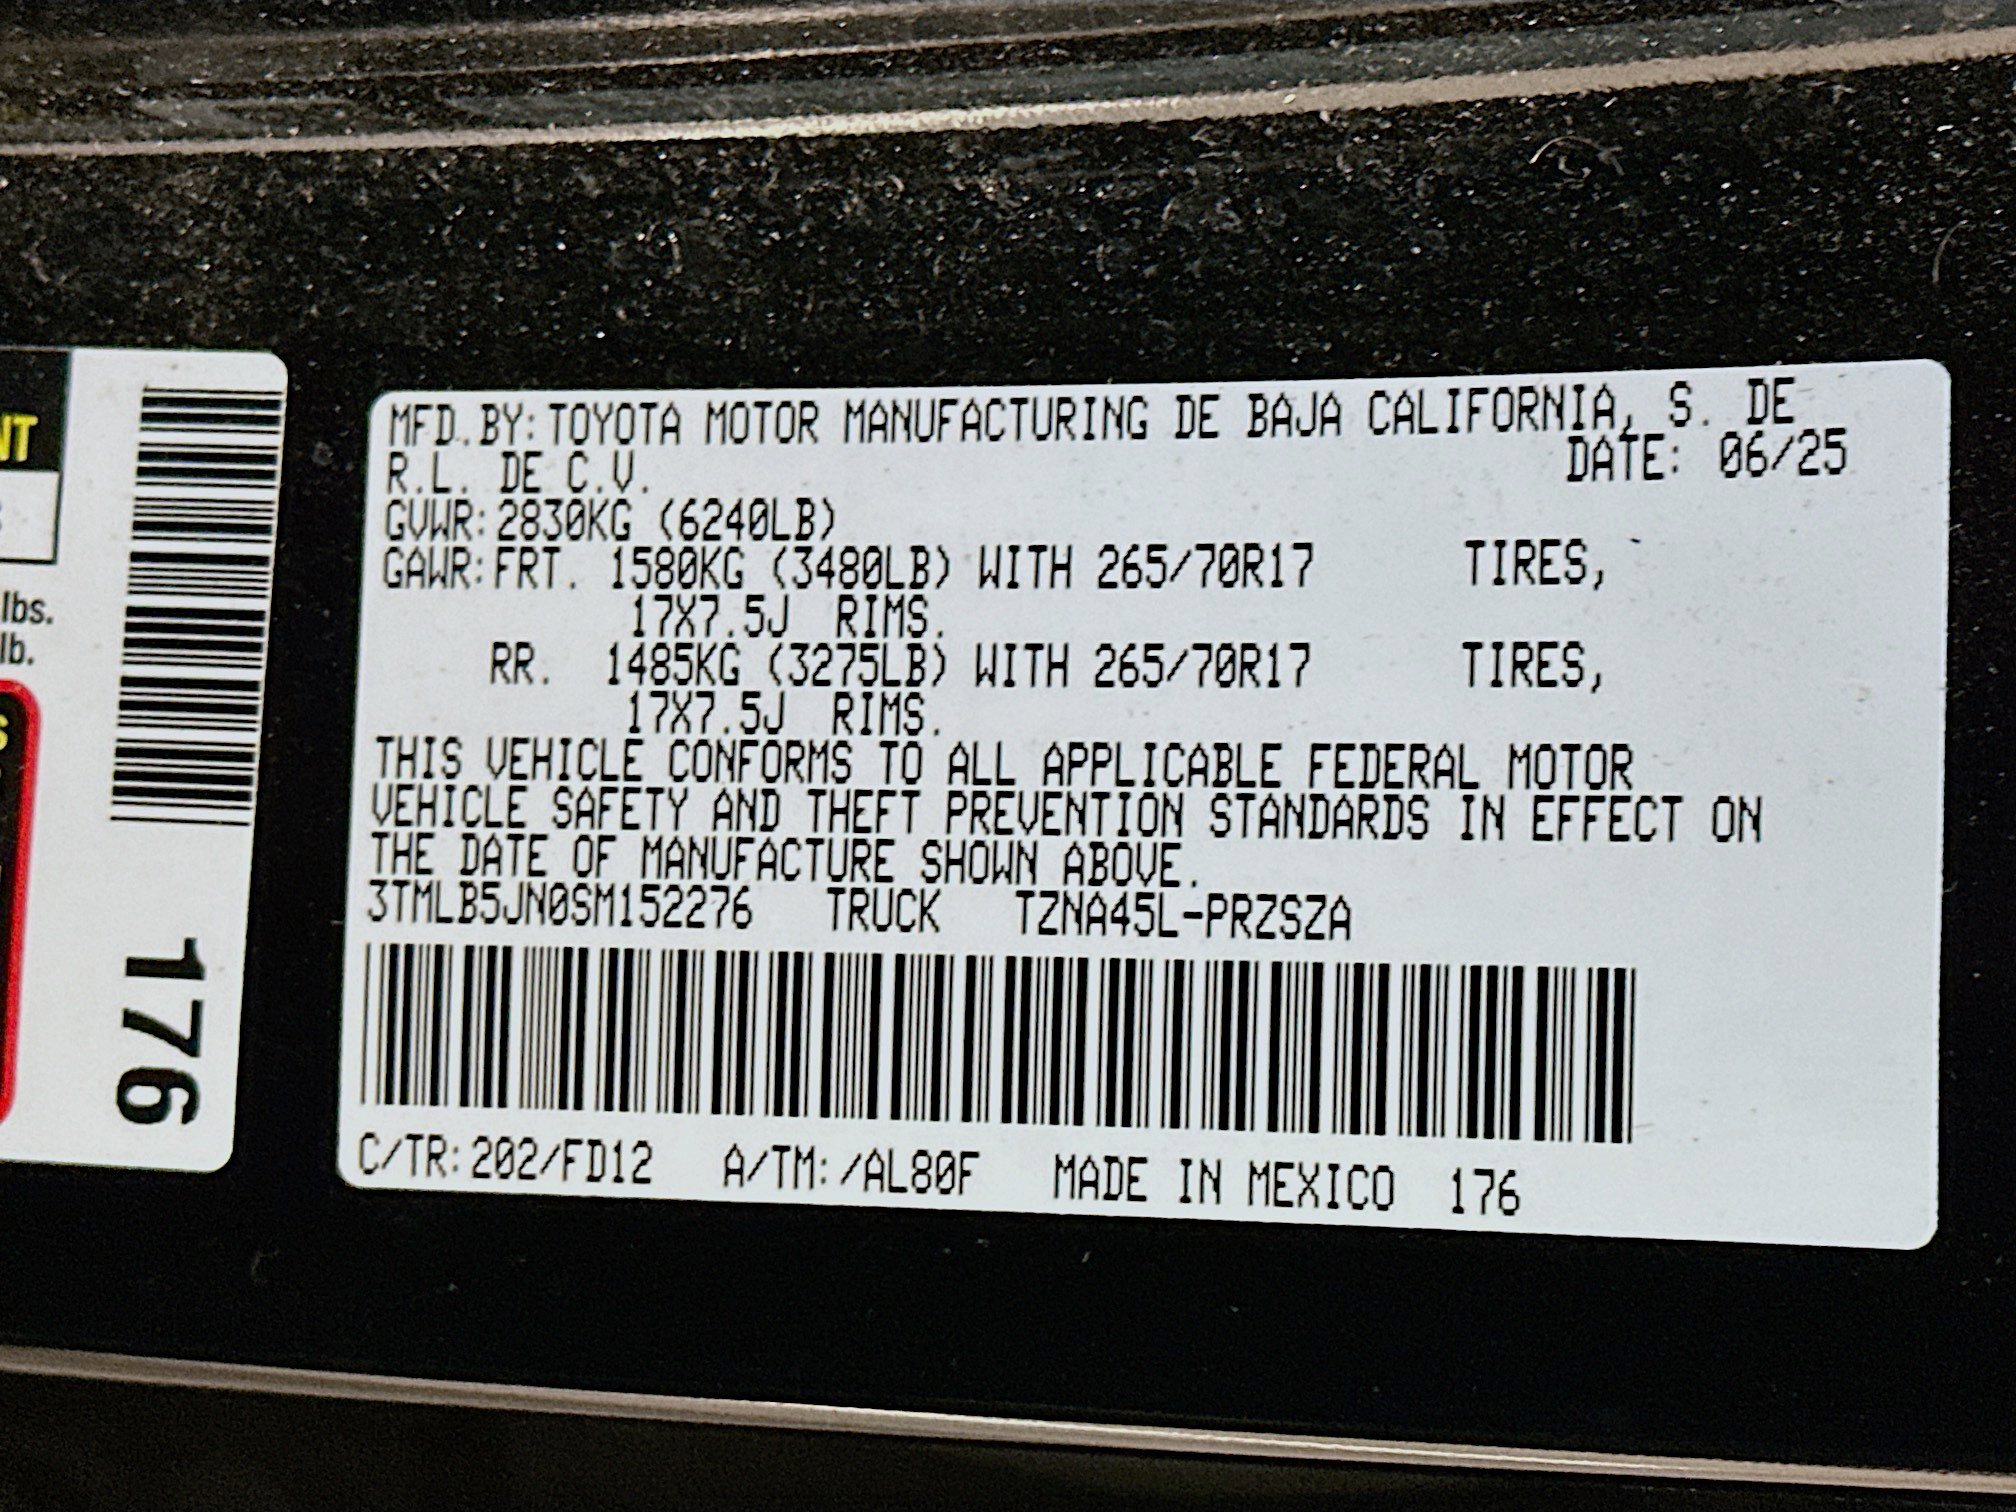 NT
lbs.
lb.
S
176
MFD.BY:TOYOTA MOTOR MANUFACTURING DE BAJA CALIFORNIA, S. DE
R.L. DE C.V.
DATE: 06/25
GVWR:2830KG (6240LB)
GAWR:FRT. 1580KG (3480LB) WITH 265/70R17 TIRES,
17X7.5J RIMS.
RR. 1485KG (3275LB) WITH 265/70R17 TIRES,
17X7.5J RIMS.
THIS VEHICLE CONFORMS TO ALL APPLICABLE FEDERAL MOTOR
VEHICLE SAFETY AND THEFT PREVENTION STANDARDS IN EFFECT ON
THE DATE OF MANUFACTURE SHOWN ABOVE.
3TMLB5JN0SM152276 TRUCK TZNA45L-PRZSZA
C/TR:202/FD12 A/TM:/AL80F MADE IN MEXICO 176